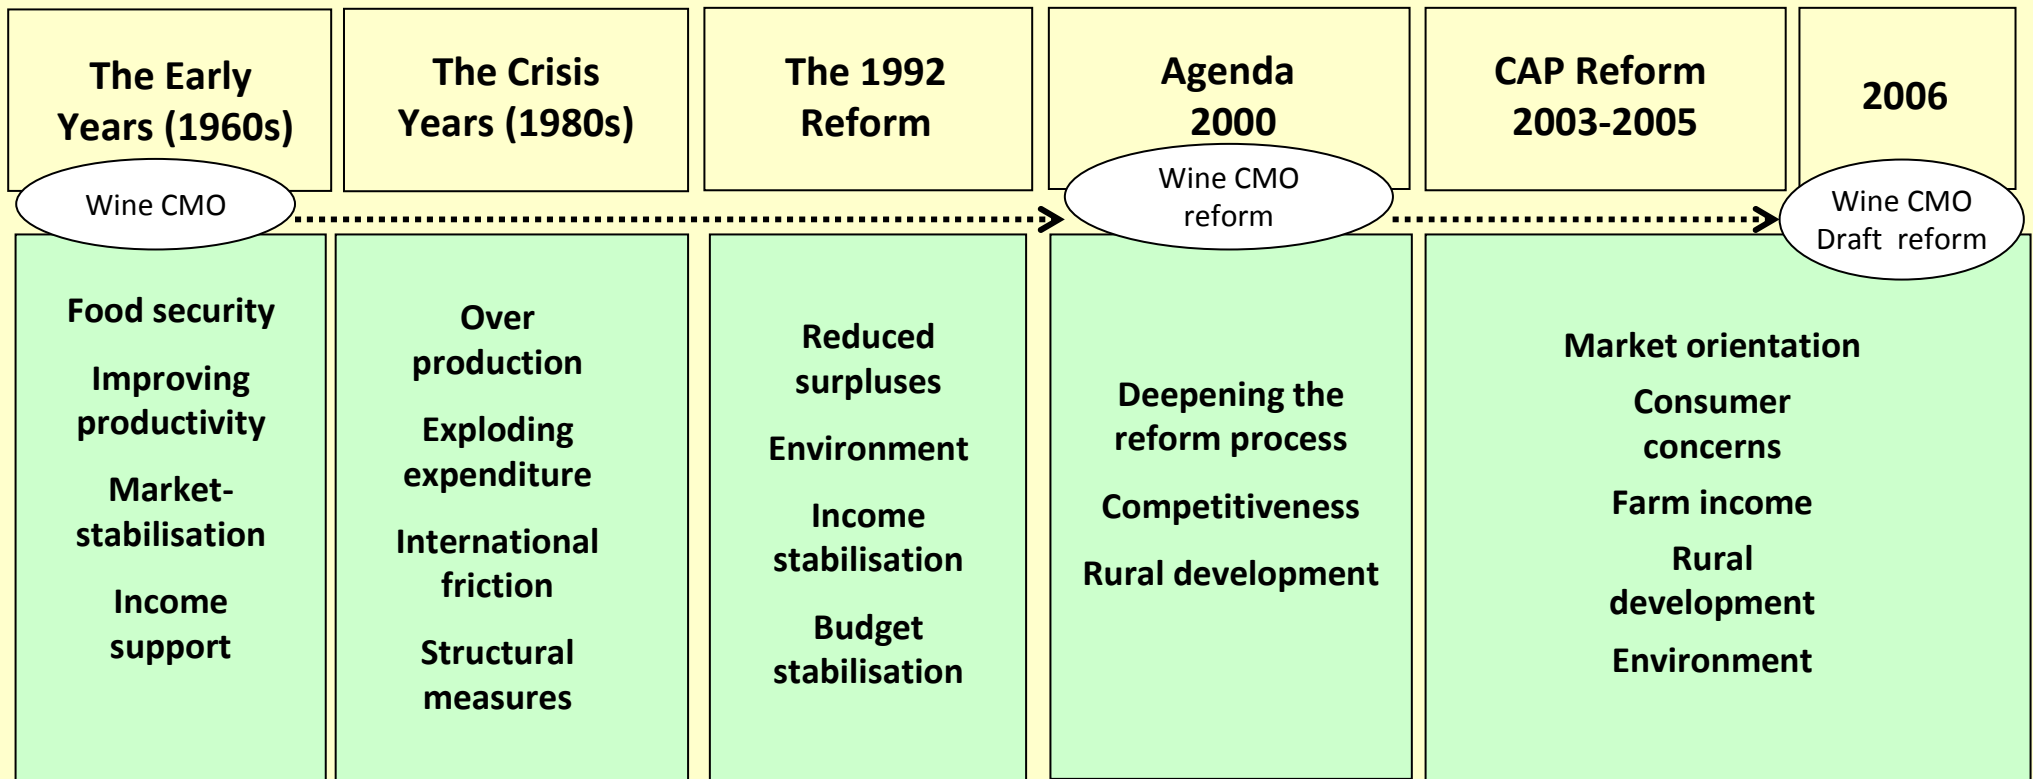 The Early
Years (1960s)
The Crisis
Years (1980s)
The 1992
Reform
Agenda
2000
CAP Reform
2003-2005
2006
Wine CMO
Wine CMO
reform
Wine CMO
Draft  reform
Food security
Improving
productivity
Market-
stabilisation
Income
support
Over
production
Exploding
expenditure
International
friction
Structural
measures
Reduced
surpluses
Environment
Income
stabilisation
Budget
stabilisation
Deepening the
reform process
Competitiveness
Rural development
Market orientation
Consumer
concerns
Farm income
Rural
development
Environment